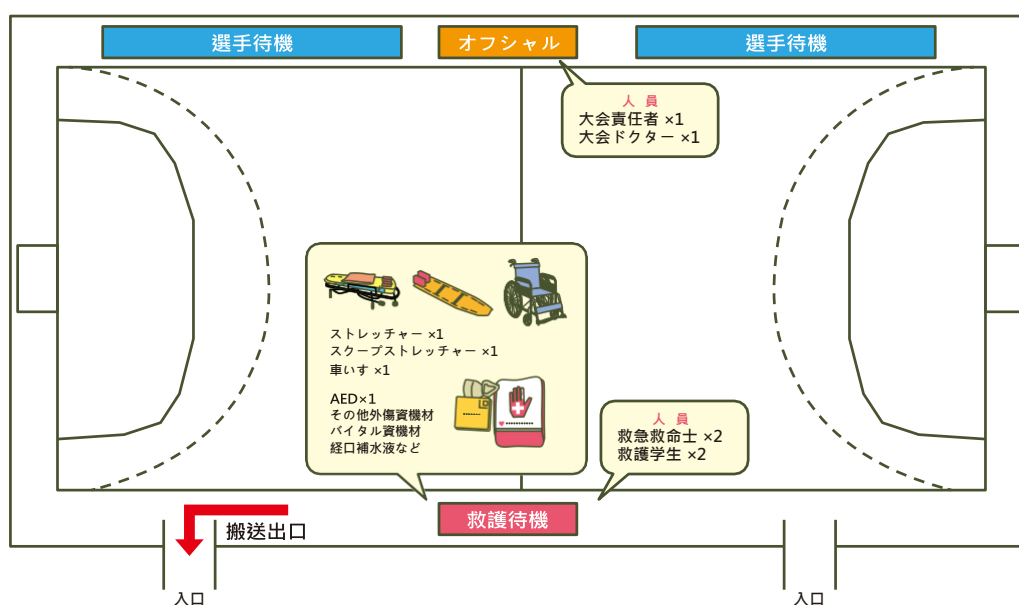 選手待機
オフシャル
選手待機
人員
大会責任者 ×1
大会ドクター ×1
ストレッチャー ×1
スクープストレッチャー ×1
車いす ×1
AED×1
その他外傷資機材
バイタル資機材
経口補水液など
人員
救急救命士 ×2
救護学生 ×2
救護待機
搬送出口
入口
入口